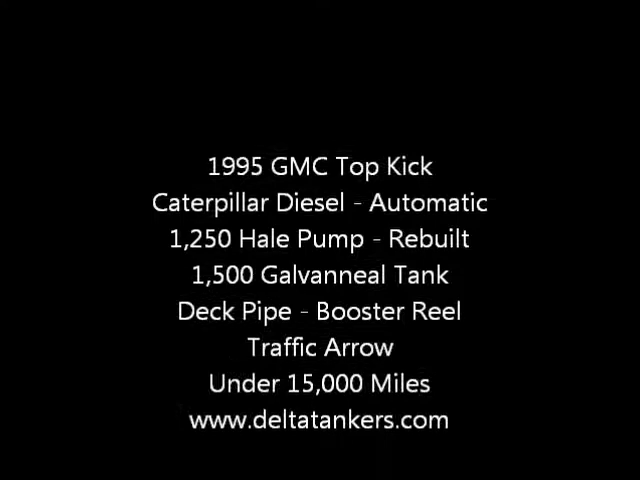 1995 GMC Top Kick
Caterpillar Diesel - Automatic
1,250 Hale Pump - Rebuilt
1,500 Galvanneal Tank
Deck Pipe - Booster Reel
Traffic Arrow
Under 15,000 Miles
www.deltatankers.com